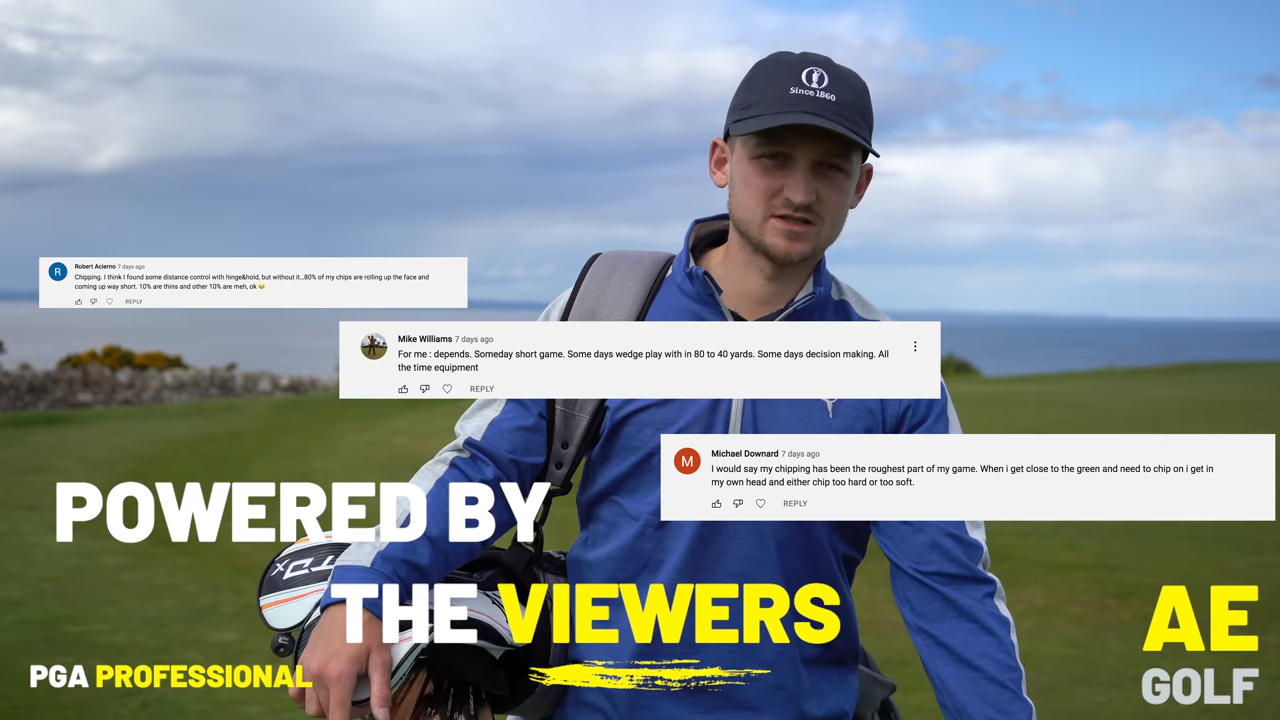 Since 1860
Robert Acierno 7 days ago
Chipping. I think I found some distance control with hinge&hold, but without it...80% of my chips are rolling up the face and
coming up way short. 10% are thins and other 10% are meh, ok 😂
REPLY
Mike Williams 7 days ago
For me : depends. Someday short game. Some days wedge play with in 80 to 40 yards. Some days decision making. All
the time equipment
REPLY
M
Michael Downard 7 days ago
I would say my chipping has been the roughest part of my game. When i get close to the green and need to chip on i get in
my own head and either chip too hard or too soft.
REPLY
R
POWERED BY
THE VIEWERS
PGA PROFESSIONAL
AE
GOLF